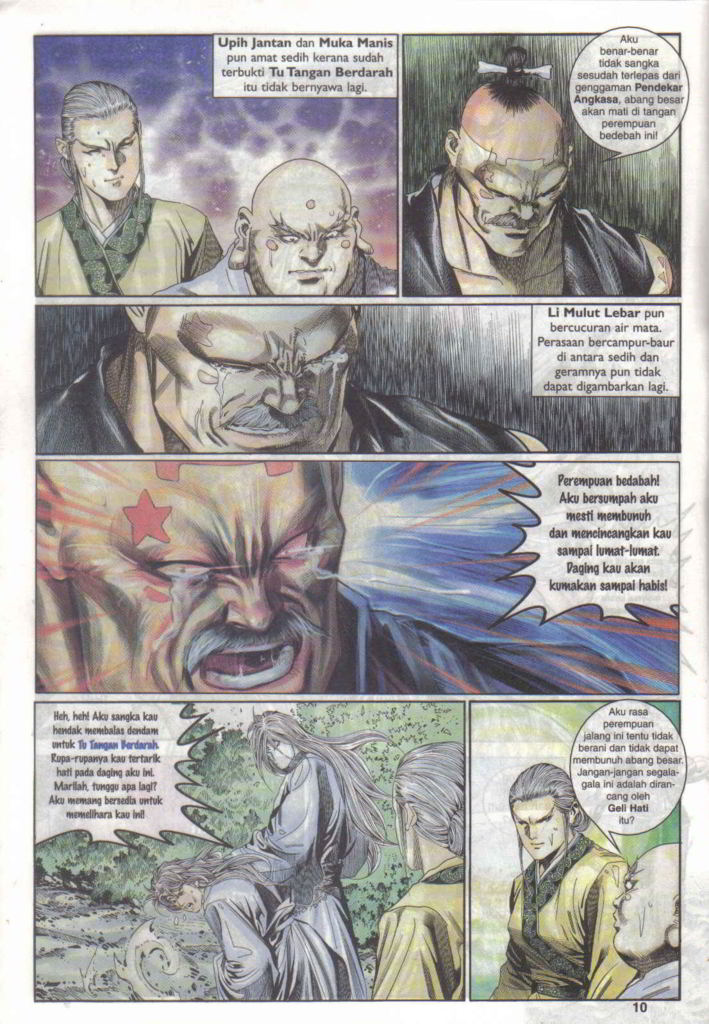 Upih Jantan dan Muka Manis
pun amat sedih kerana sudah
terbukti Tu Tangan Berdarah
itu tidak bernyawa lagi.
Aku
benar-benar
tidak sangka
sesudah terlepas dari
genggaman Pendekar
Angkasa, abang besar
akan mati di tangan
perempuan
bedebah ini!
Li Mulut Lebar pun
bercucuran air mata.
Perasaan bercampur-baur
di antara sedih dan
geramnya pun tidak
dapat digambarkan lagi.
Perempuan bedabah!
Aku bersumpah aku
mesti membunuh
dan mencincangkan kau
sampai lumat-lumat.
Daging kau akan
kumakan sampai habis!
Heh, heh! Aku sangka kau
hendak membalas dendam
untuk Tu Tangan Berdarah.
Rupa-rupanya kau tertarik
hati pada daging aku ini.
Marilah, tunggu apa lagi?
Aku memang bersedia untuk
memelihara kau ini!
Aku rasa
perempuan
jalang ini tentu tidak
berani dan tidak dapat
membunuh abang besar.
Jangan-jangan segala-
gala ini adalah diran-
cang oleh
Geli Hati
itu?
10